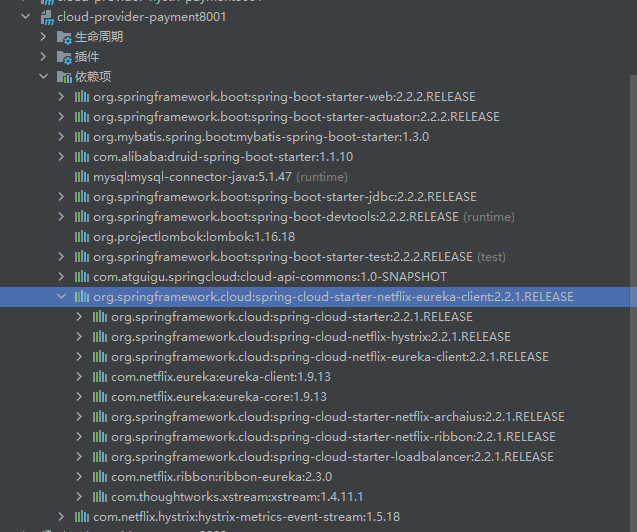 cloud-provider-payment8001
生命周期
插件
依赖项
org.springframework.boot:spring-boot-starter-web:2.2.2.RELEASE
org.springframework.boot:spring-boot-starter-actuator:2.2.2.RELEASE
org.mybatis.spring.boot:mybatis-spring-boot-starter:1.3.0
com.alibaba:druid-spring-boot-starter:1.1.10
mysql:mysql-connector-java:5.1.47 (runtime)
org.springframework.boot:spring-boot-starter-jdbc:2.2.2.RELEASE
org.springframework.boot:spring-boot-devtools:2.2.2.RELEASE (runtime)
org.projectlombok:lombok:1.16.18
org.springframework.boot:spring-boot-starter-test:2.2.2.RELEASE (test)
com.atguigu.springcloud:cloud-api-commons:1.0-SNAPSHOT
org.springframework.cloud:spring-cloud-starter-netflix-eureka-client:2.2.1.RELEASE
org.springframework.cloud:spring-cloud-starter:2.2.1.RELEASE
org.springframework.cloud:spring-cloud-netflix-hystrix:2.2.1.RELEASE
org.springframework.cloud:spring-cloud-netflix-eureka-client:2.2.1.RELEASE
com.netflix.eureka:eureka-client:1.9.13
com.netflix.eureka:eureka-core:1.9.13
org.springframework.cloud:spring-cloud-starter-netflix-archaius:2.2.1.RELEASE
org.springframework.cloud:spring-cloud-starter-netflix-ribbon:2.2.1.RELEASE
org.springframework.cloud:spring-cloud-starter-loadbalancer:2.2.1.RELEASE
com.netflix.ribbon:ribbon-eureka:2.3.0
com.thoughtworks.xstream:xstream:1.4.11.1
com.netflix.hystrix:hystrix-metrics-event-stream:1.5.18